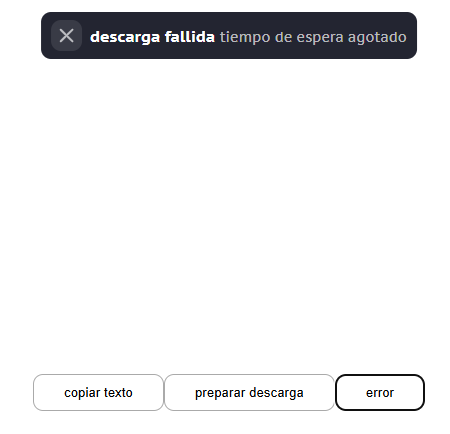 descarga fallida tiempo de espera agotado
copiar texto preparar descarga error